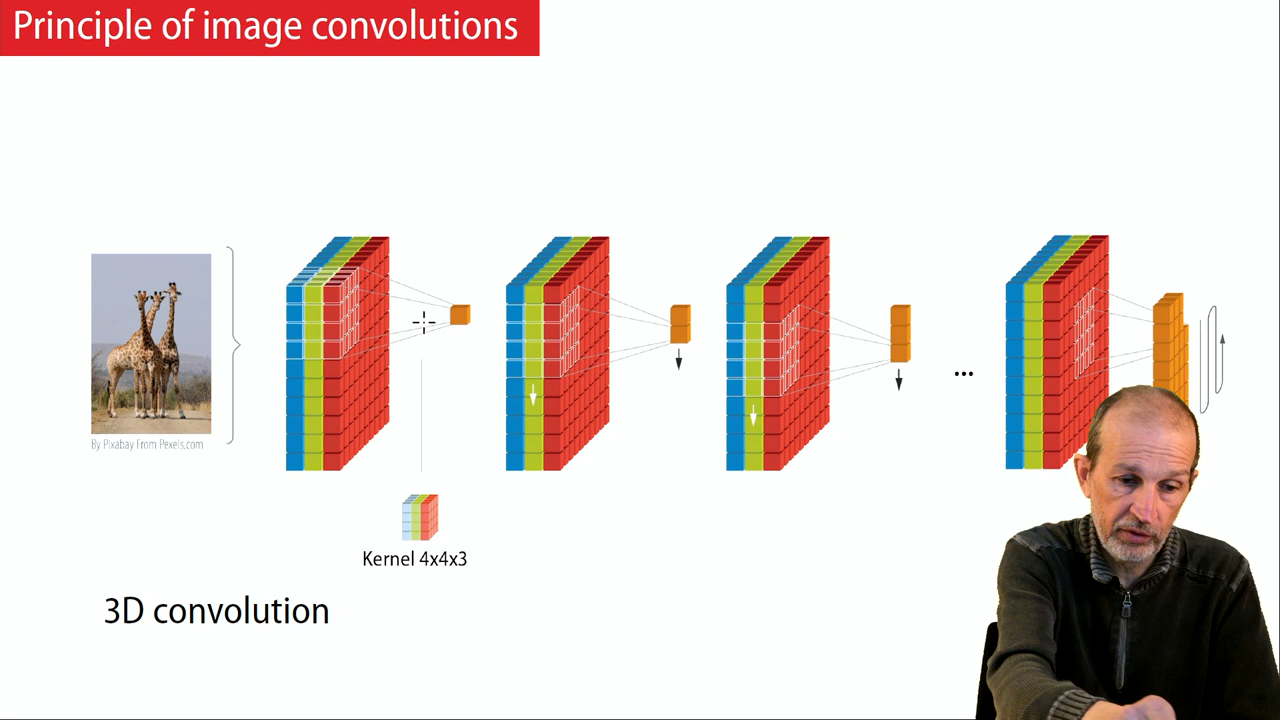 Principle of image convolutions
By Pixabay From Pexels.com
...
Kernel 4x4x3
3D convolution